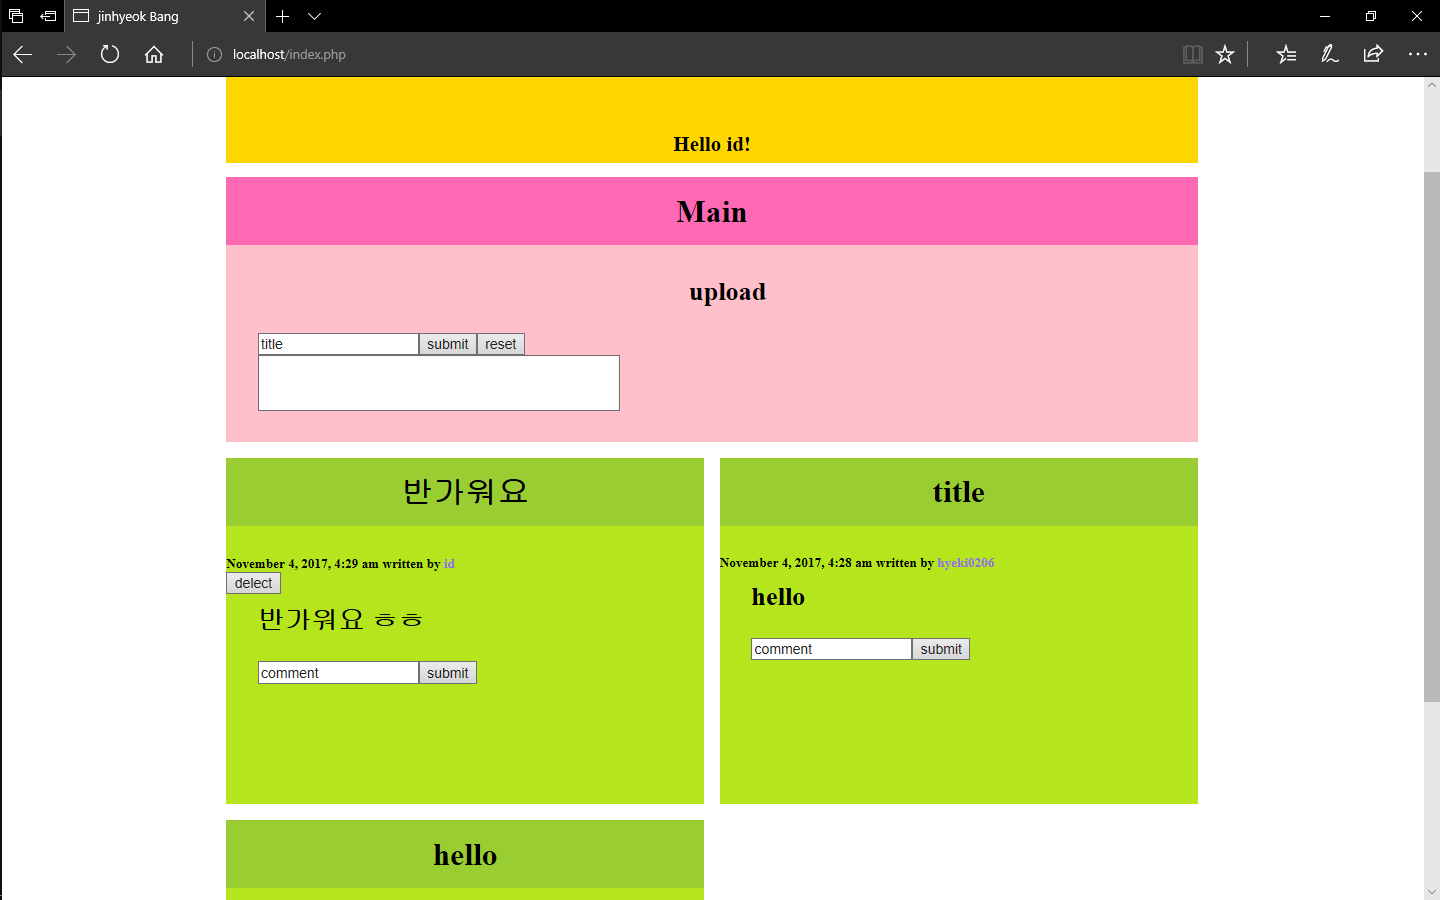 jinhyeok Bang
localhost/index.php
Hello id!
Main
upload
title submit reset
반가워요
November 4, 2017, 4:29 am written by id
delect
반가워요 ㅎㅎ
comment submit
title
November 4, 2017, 4:28 am written by hyeki0206
hello
comment submit
hello